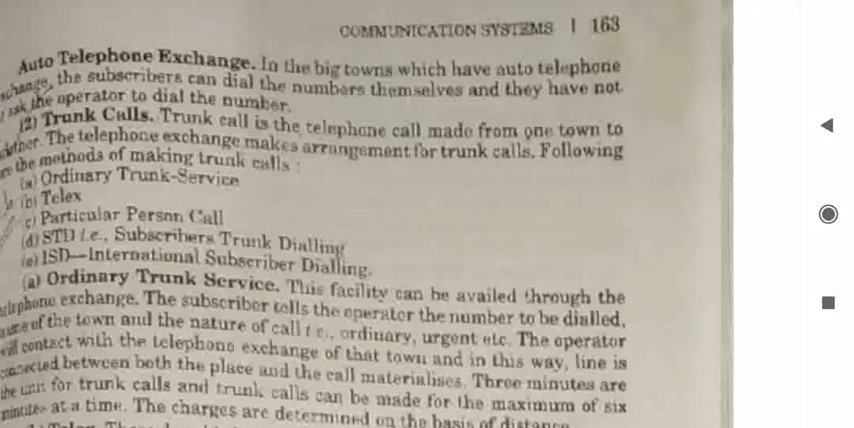 COMMUNICATION SYSTEMS | 163
Auto Telephone Exchange. In the big towns which have auto telephone
exchange, the subscribers can dial the numbers themselves and they have not
ask the operator to dial the number.
(2) Trunk Calls. Trunk call is the telephone call made from one town to
The telephone exchange makes arrangement for trunk calls. Following
the methods of making trunk calls :
(a) Ordinary Trunk-Service
(b) Telex
(c) Particular Person Call
(d) STD i.e., Subscribers Trunk Dialling
(e) ISD—International Subscriber Dialling.
(a) Ordinary Trunk Service. This facility can be availed through the
telephone exchange. The subscriber tells the operator the number to be dialled,
name of the town and the nature of call i.e., ordinary, urgent etc. The operator
will contact with the telephone exchange of that town and in this way, line is
connected between both the place and the call materialises. Three minutes are
the unit for trunk calls and trunk calls can be made for the maximum of six
minutes at a time. The charges are determined on the basis of distance